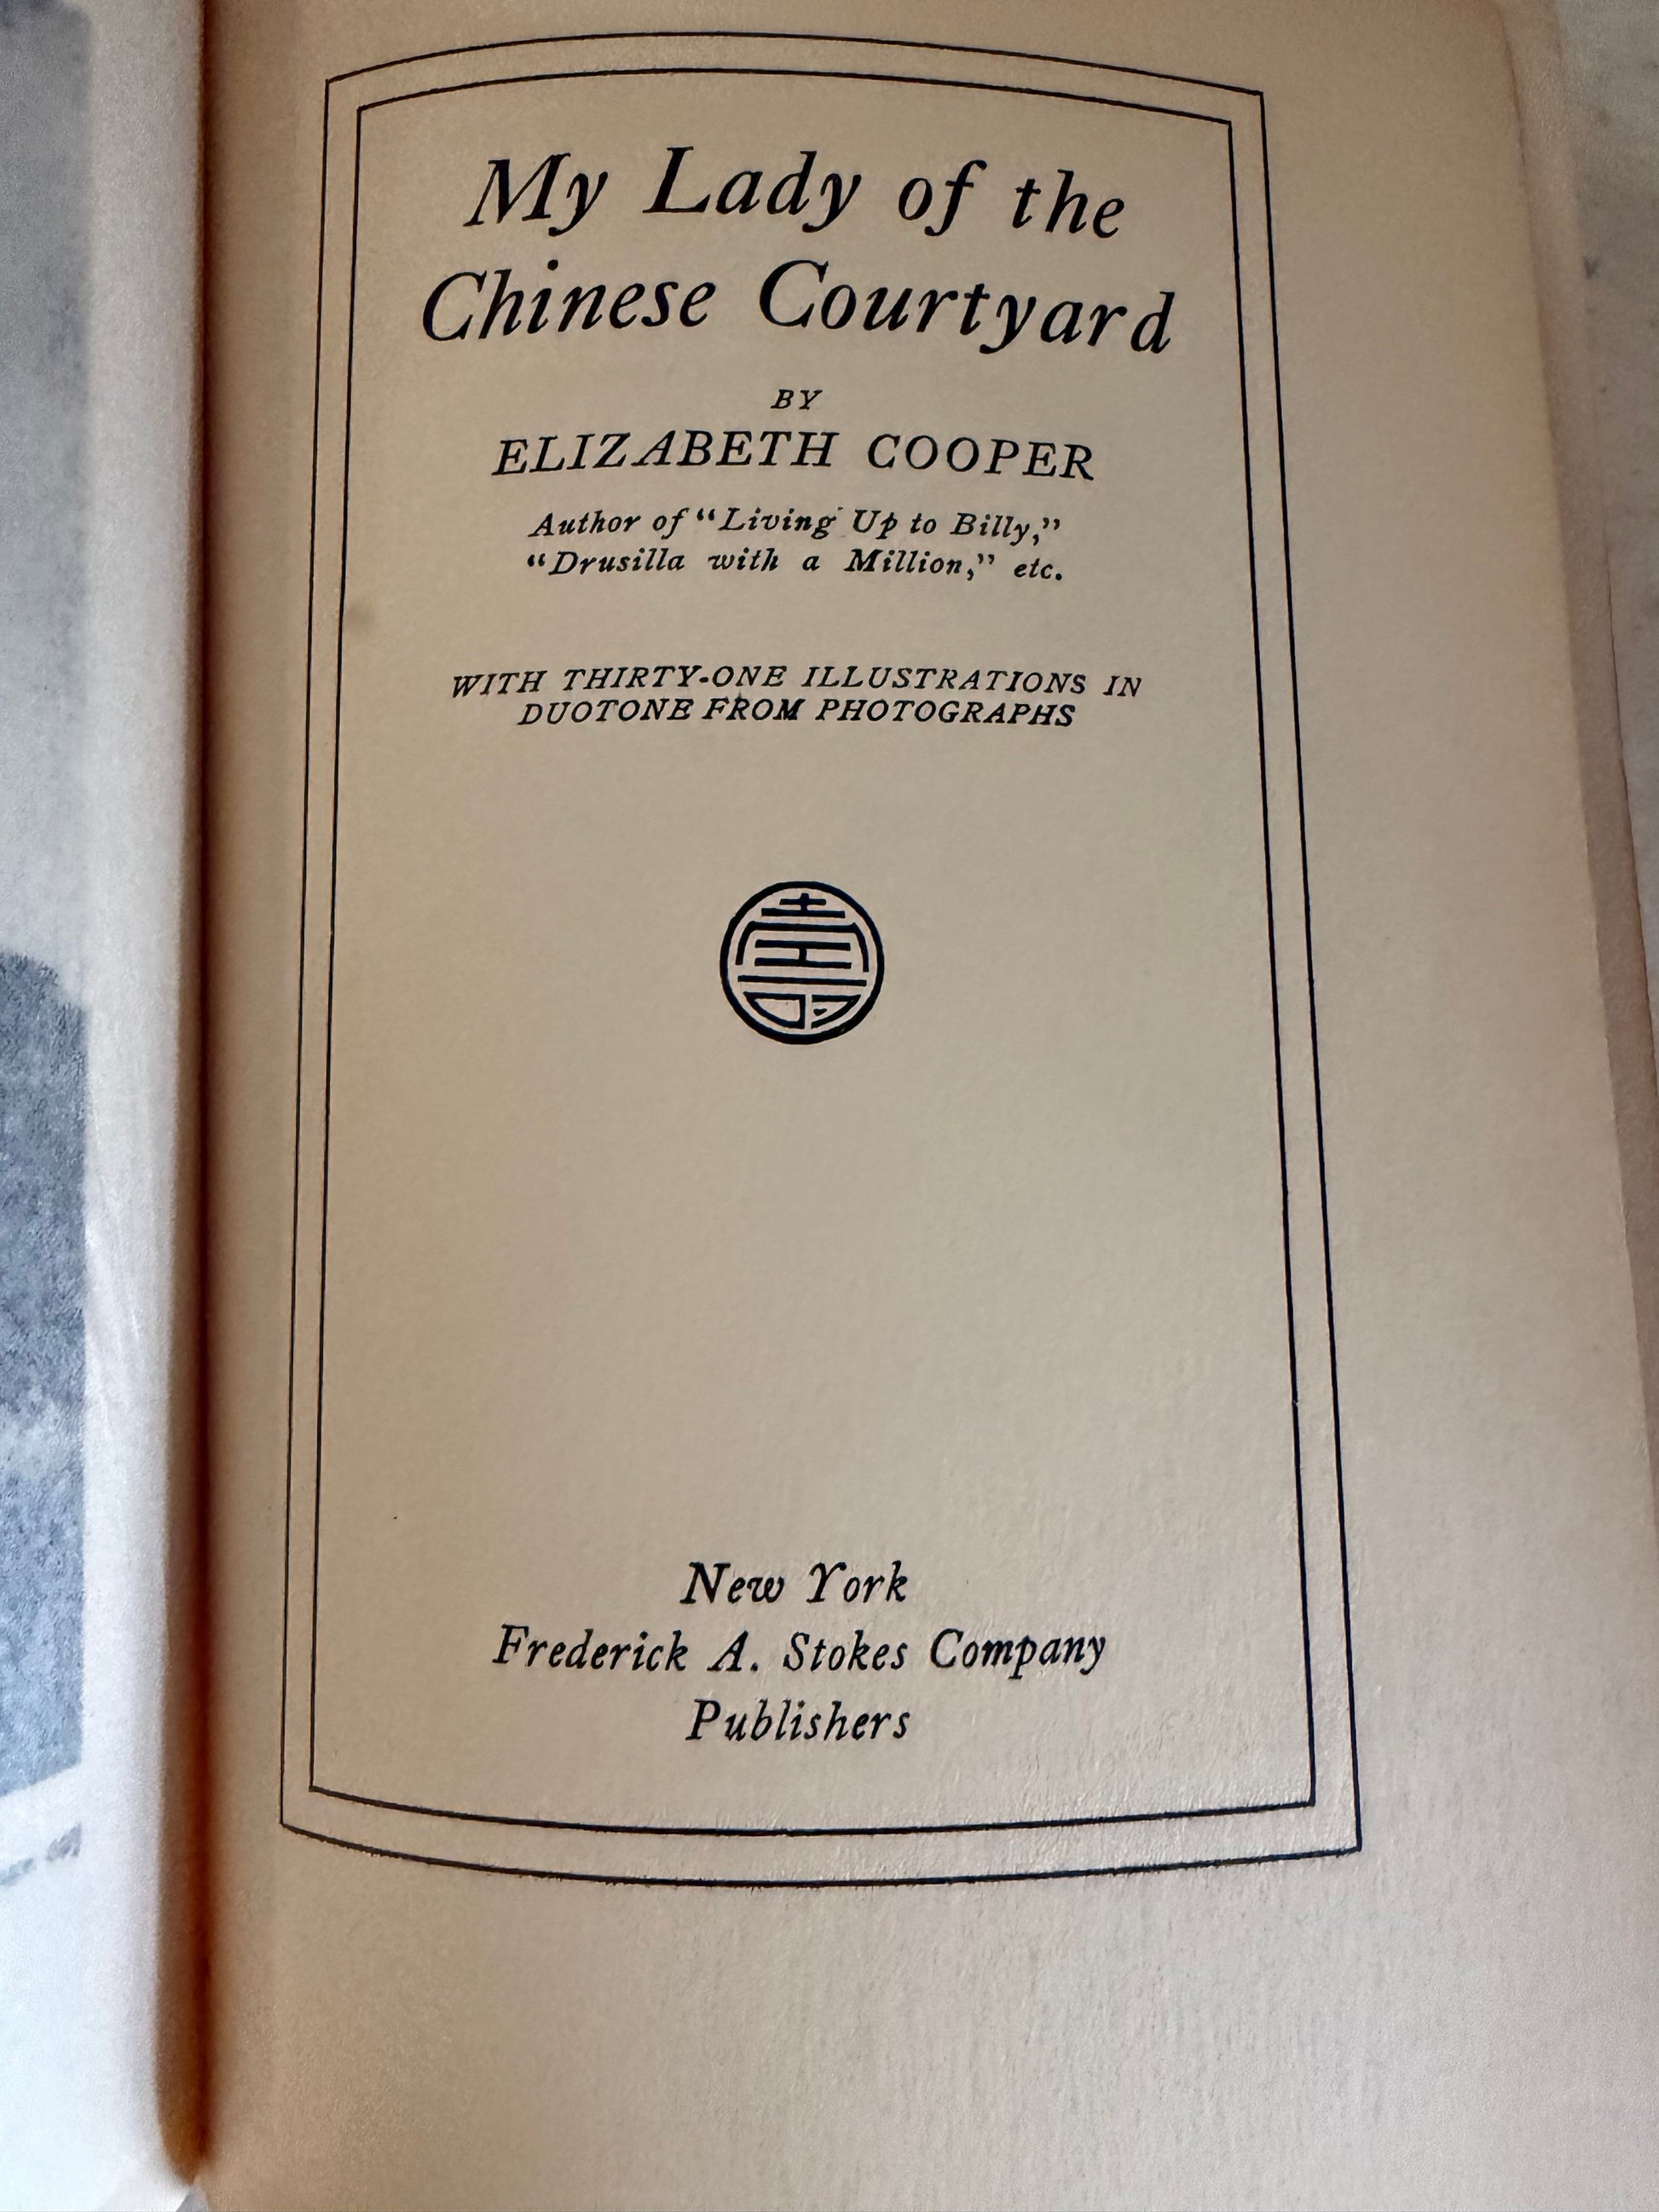 My Lady of the
Chinese Courtyard
BY
ELIZABETH COOPER
Author of "Living Up to Billy,"
"Drusilla with a Million," etc.
WITH THIRTY-ONE ILLUSTRATIONS IN
DUOTONE FROM PHOTOGRAPHS
壽
New York
Frederick A. Stokes Company
Publishers